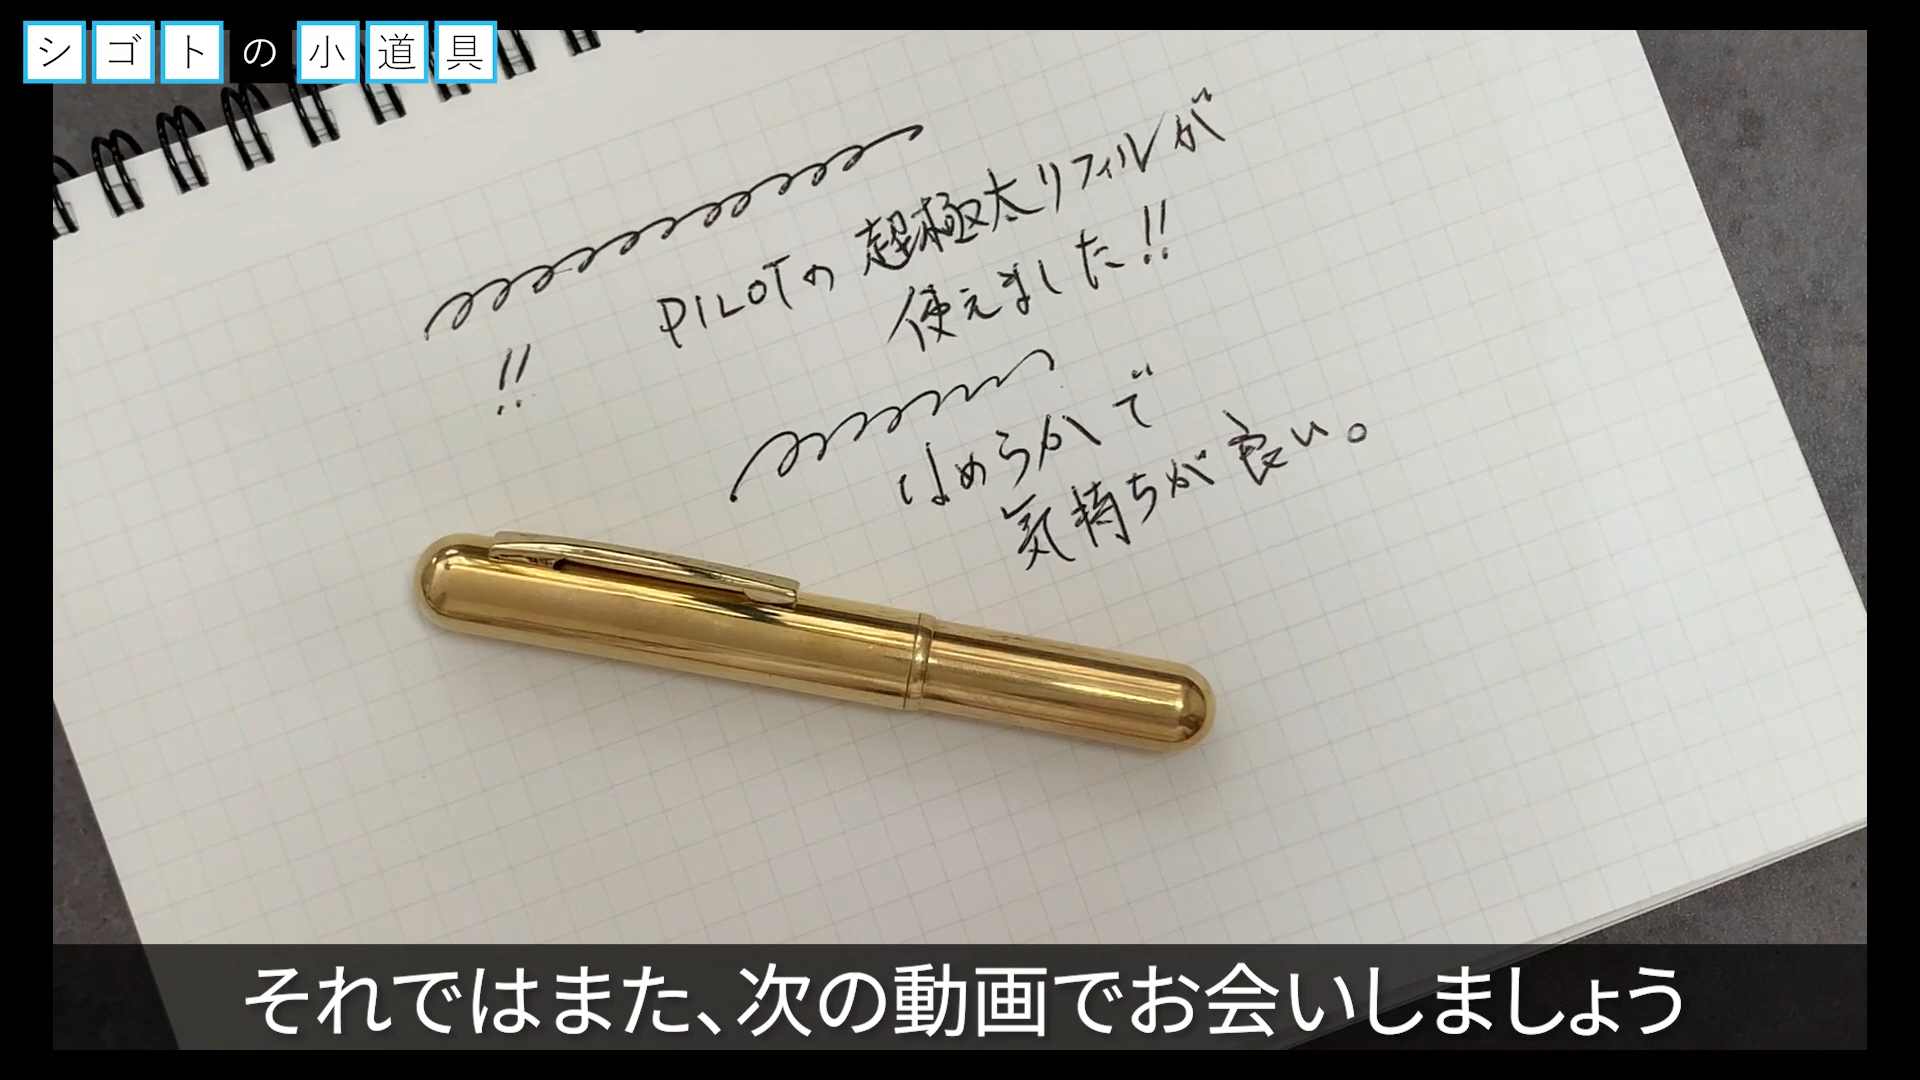 シゴトの小道具
PILOTの超極太リフィルが
使えました!!
!!
なめらかで
気持ちが良い。
それではまた、次の動画でお会いしましょう